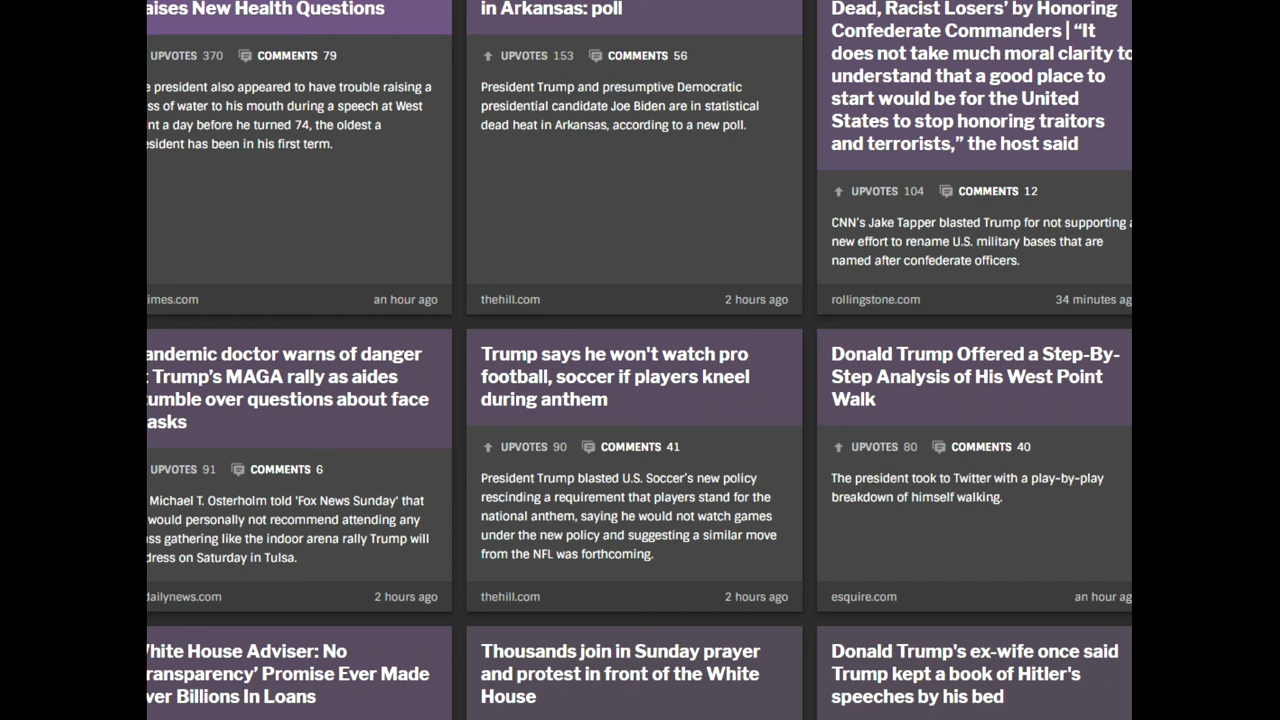 aises New Health Questions
UPVOTES 370 COMMENTS 79
e president also appeared to have trouble raising a
ss of water to his mouth during a speech at West
nt a day before he turned 74, the oldest a
esident has been in his first term.
imes.com an hour ago
in Arkansas: poll
UPVOTES 153 COMMENTS 56
President Trump and presumptive Democratic
presidential candidate Joe Biden are in statistical
dead heat in Arkansas, according to a new poll.
thehill.com 2 hours ago
Dead, Racist Losers’ by Honoring
Confederate Commanders | “It
does not take much moral clarity to
understand that a good place to
start would be for the United
States to stop honoring traitors
and terrorists,” the host said
UPVOTES 104 COMMENTS 12
CNN’s Jake Tapper blasted Trump for not supporting a
new effort to rename U.S. military bases that are
named after confederate officers.
rollingstone.com 34 minutes ag
andemic doctor warns of danger
t Trump’s MAGA rally as aides
tumble over questions about face
asks
UPVOTES 91 COMMENTS 6
Michael T. Osterholm told 'Fox News Sunday' that
would personally not recommend attending any
ss gathering like the indoor arena rally Trump will
dress on Saturday in Tulsa.
dailynews.com 2 hours ago
Trump says he won't watch pro
football, soccer if players kneel
during anthem
UPVOTES 90 COMMENTS 41
President Trump blasted U.S. Soccer’s new policy
rescinding a requirement that players stand for the
national anthem, saying he would not watch games
under the new policy and suggesting a similar move
from the NFL was forthcoming.
thehill.com 2 hours ago
Donald Trump Offered a Step-By-
Step Analysis of His West Point
Walk
UPVOTES 80 COMMENTS 40
The president took to Twitter with a play-by-play
breakdown of himself walking.
esquire.com an hour ag
White House Adviser: No
ransparency’ Promise Ever Made
ver Billions In Loans
Thousands join in Sunday prayer
and protest in front of the White
House
Donald Trump's ex-wife once said
Trump kept a book of Hitler's
speeches by his bed